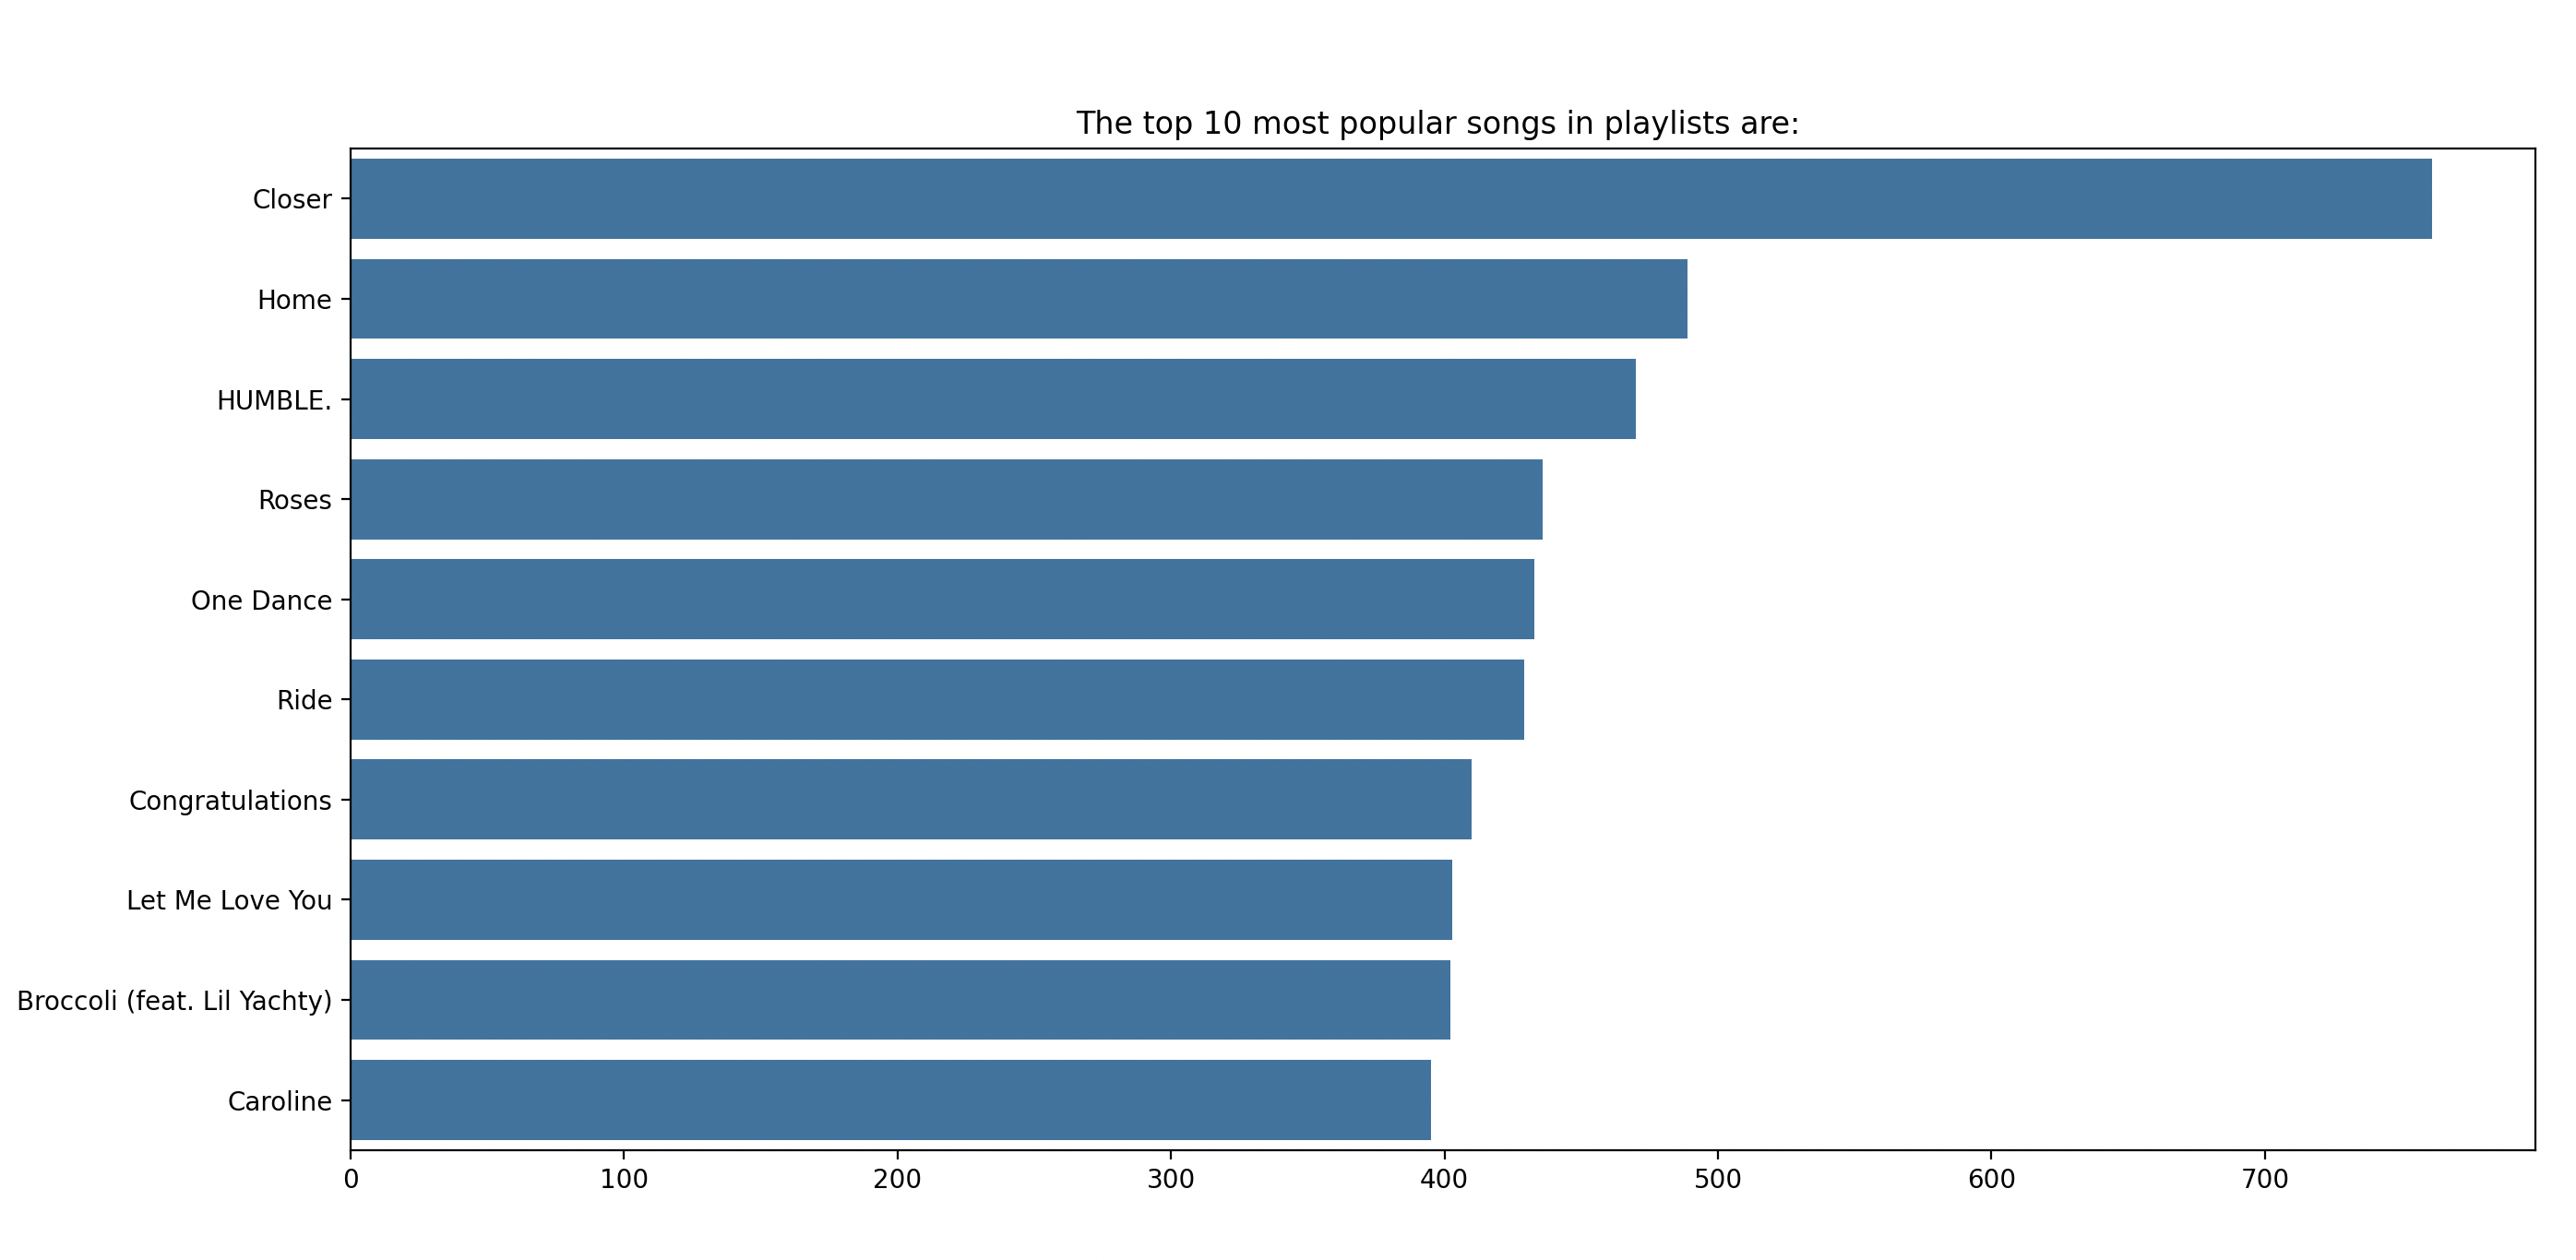 The top 10 most popular songs in playlists are:
Closer
Home
HUMBLE.
Roses
One Dance
Ride
Congratulations
Let Me Love You
Broccoli (feat. Lil Yachty)
Caroline
0 100 200 300 400 500 600 700